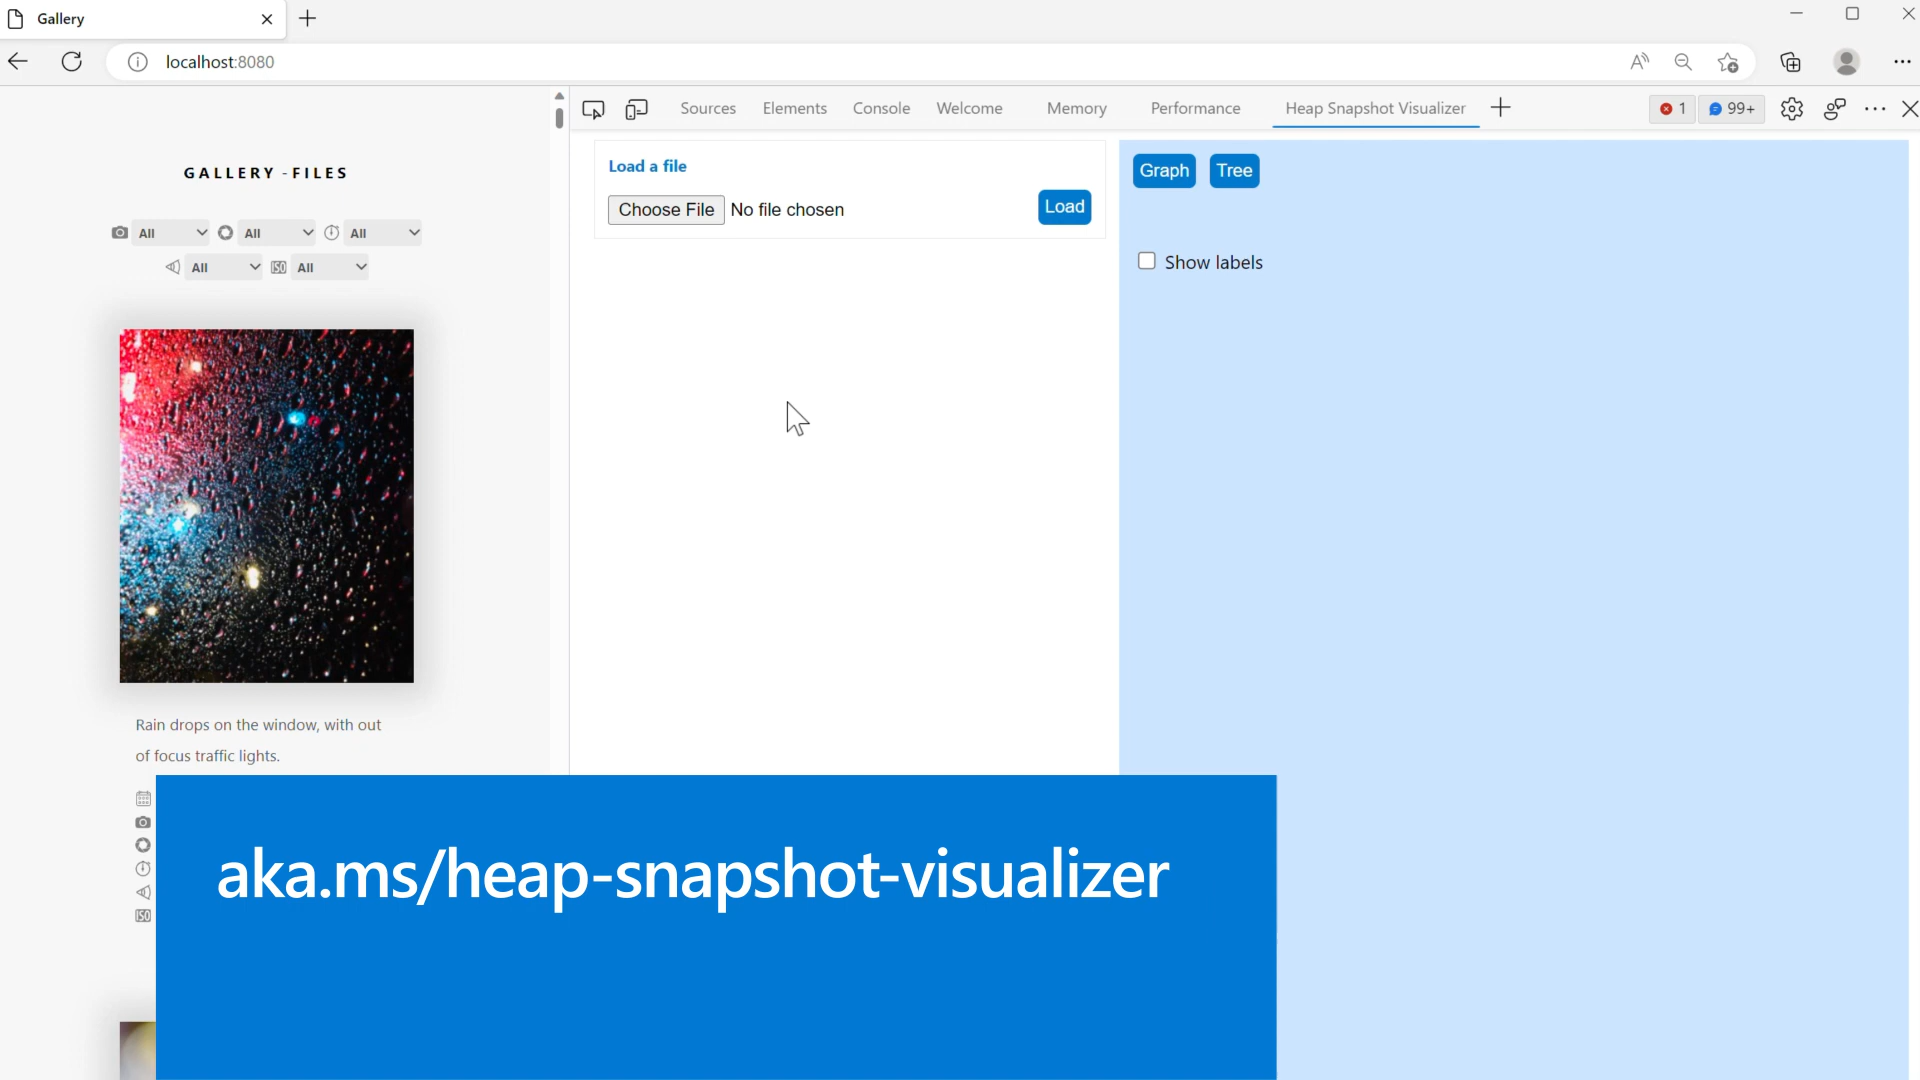 Gallery
localhost:8080
Sources Elements Console Welcome Memory Performance Heap Snapshot Visualizer
1 99+
GALLERY - FILES
All All All
All ISO All
Rain drops on the window, with out
of focus traffic lights.
ISO
Load a file
Choose File No file chosen
Load
Graph Tree
Show labels
aka.ms/heap-snapshot-visualizer